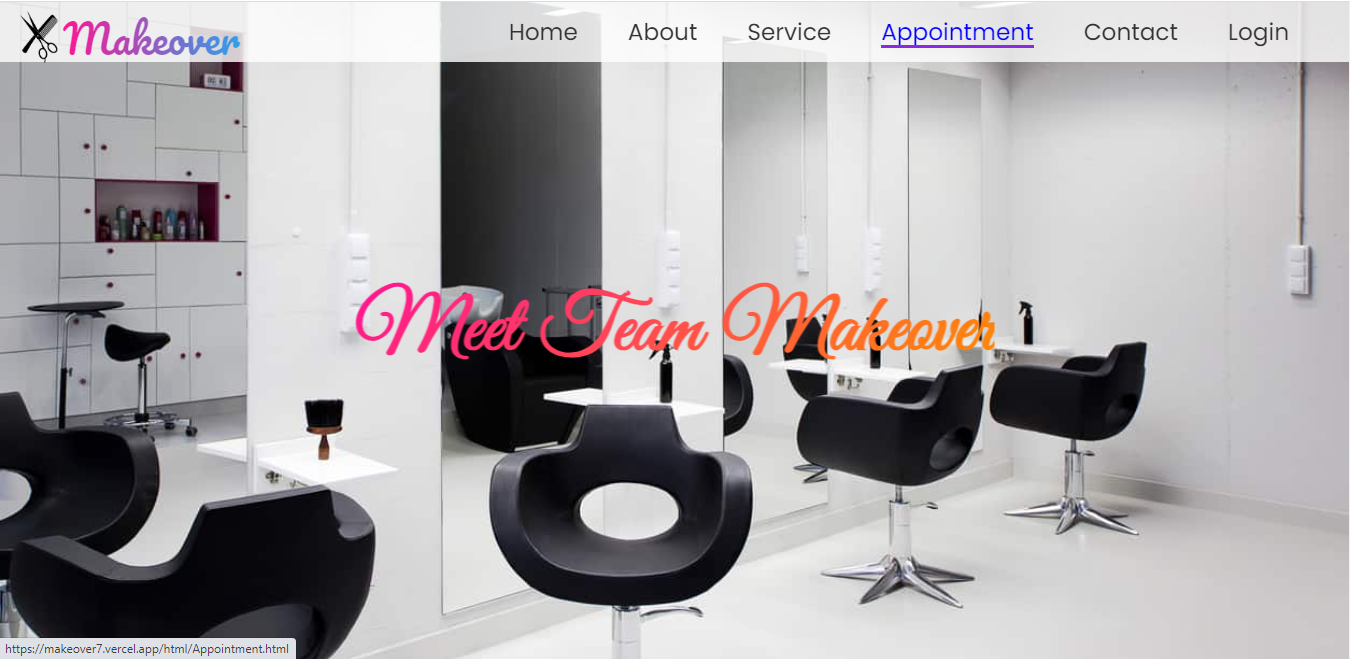 Makeover
Home About Service Appointment Contact Login
Meet Team Makeover
https://makeover7.vercel.app/html/Appointment.html